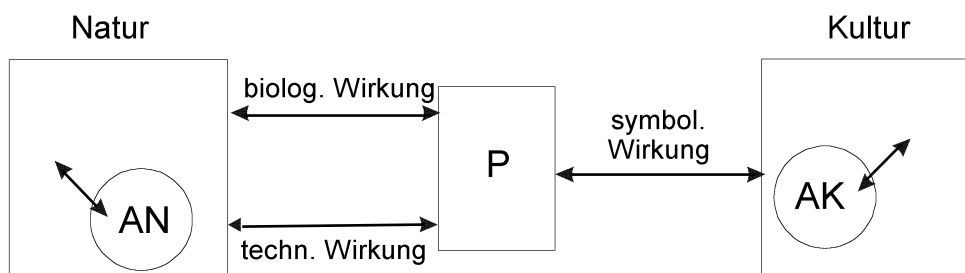 Natur
Kultur
biolog. Wirkung
symbol.
Wirkung
P
AN
AK
techn. Wirkung